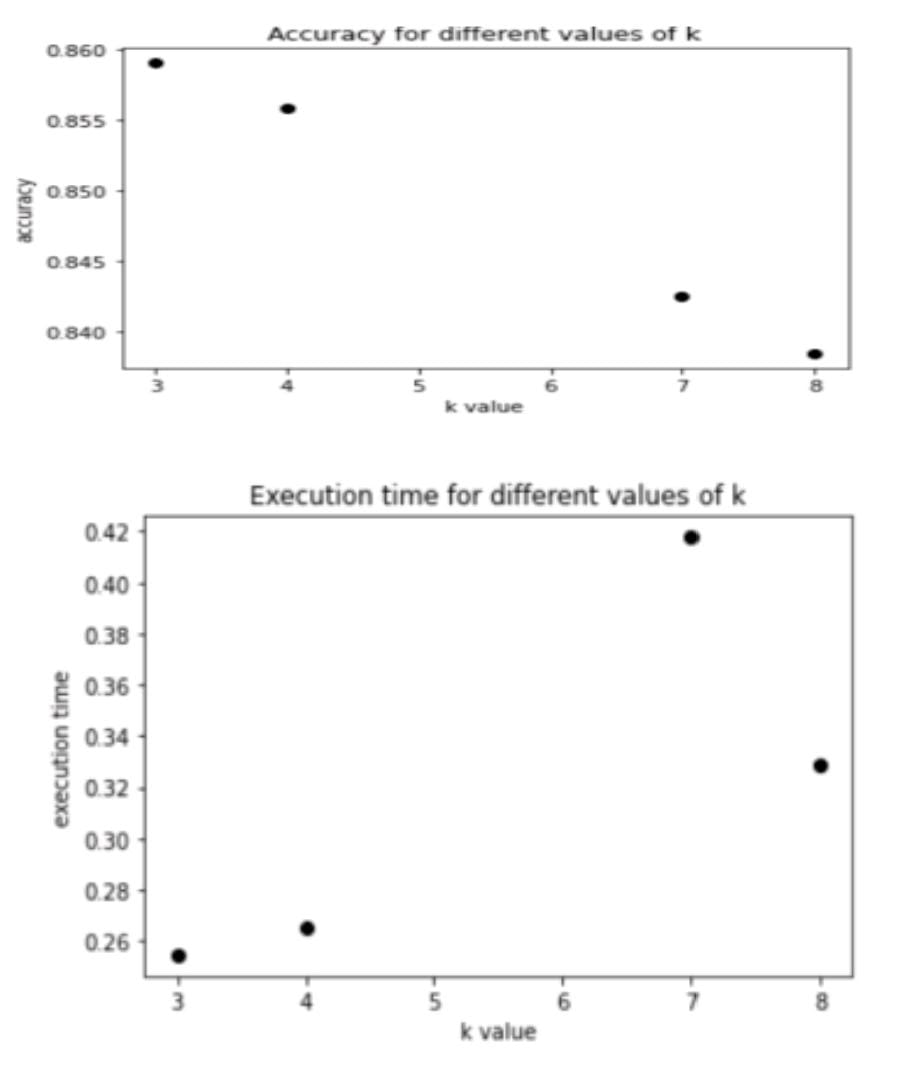 Accuracy for different values of k
0.860
0.855
0.850
0.845
0.840
accuracy
3 4 5 6 7 8
k value
Execution time for different values of k
0.42
0.40
0.38
0.36
0.34
0.32
0.30
0.28
0.26
execution time
3 4 5 6 7 8
k value